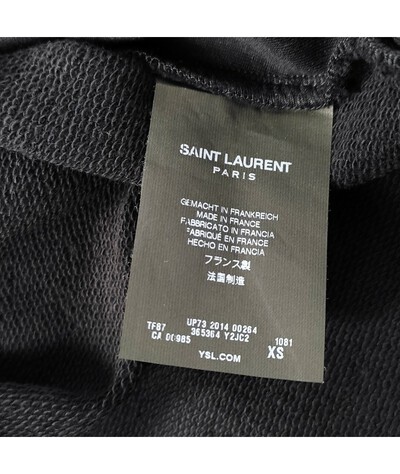 SAINT LAURENT
PARIS
GEMACHT IN FRANKREICH
MADE IN FRANCE
FABBRICATO IN FRANCIA
FABRIQUÉ EN FRANCE
HECHO EN FRANCIA
フランス製
法国制造
TF87 UP73 2014 00264 1081
CA 00985 365364 Y2JC2 XS
YSL.COM